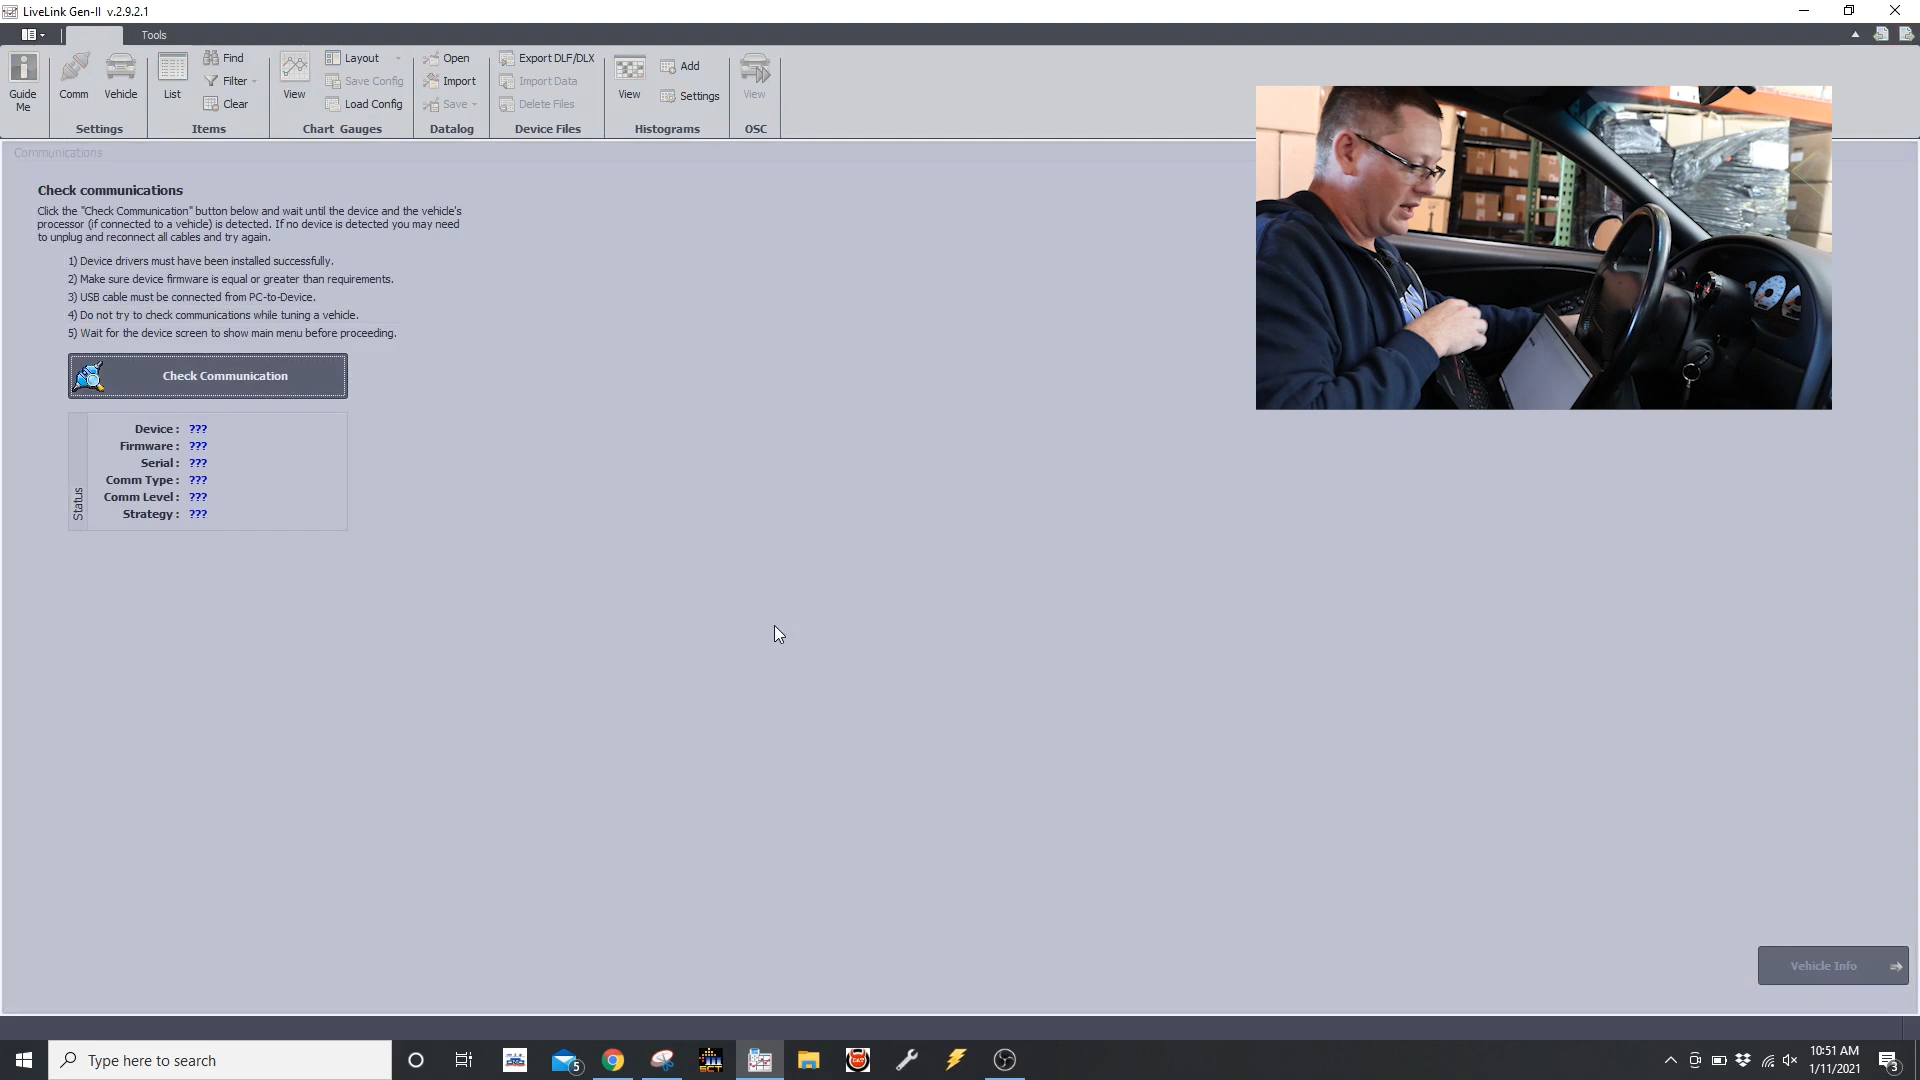 LiveLink Gen-II v.2.9.2.1
Tools
Guide Me
Comm
Vehicle
Settings
List
Find
Filter
Clear
Items
View
Layout
Save Config
Load Config
Chart Gauges
Open
Import
Save
Datalog
Export DLF/DLX
Import Data
Delete Files
Device Files
View
Add
Settings
Histograms
View
OSC
Communications
Check communications
Click the "Check Communication" button below and wait until the device and the vehicle's
processor (if connected to a vehicle) is detected. If no device is detected you may need
to unplug and reconnect all cables and try again.
1) Device drivers must have been installed successfully.
2) Make sure device firmware is equal or greater than requirements.
3) USB cable must be connected from PC-to-Device.
4) Do not try to check communications while tuning a vehicle.
5) Wait for the device screen to show main menu before proceeding.
Check Communication
Status
Device : ???
Firmware : ???
Serial : ???
Comm Type : ???
Comm Level : ???
Strategy : ???
Vehicle Info
Type here to search
5
SCT
10:51 AM
1/11/2021
3